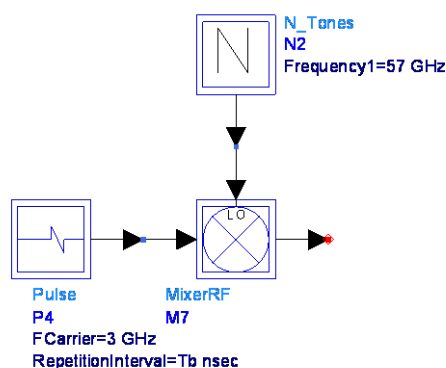 N_Tones
N2
Frequency1=57 GHz
N
LO
Pulse
P4
FCarrier=3 GHz
RepetitionInterval=Tb nsec
MixerRF
M7